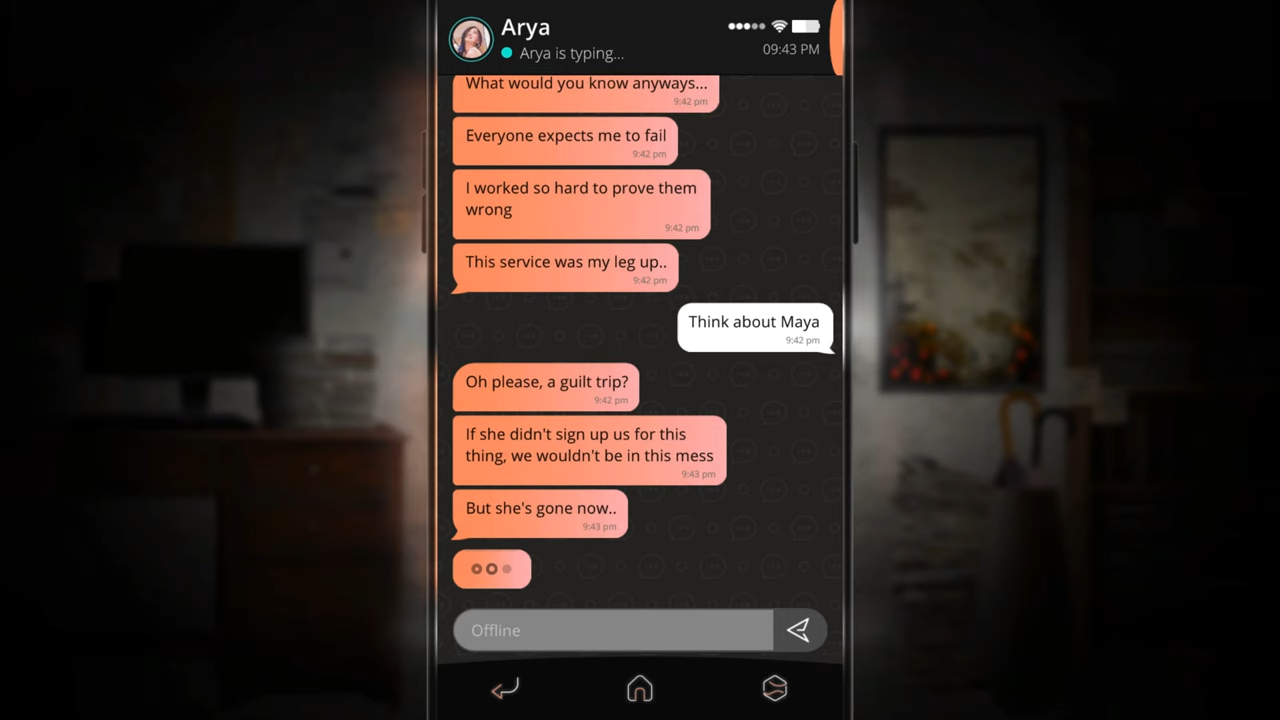 Arya
Arya is typing...
09:43 PM
What would you know anyways...
9:42 pm
Everyone expects me to fail
9:42 pm
I worked so hard to prove them
wrong
9:42 pm
This service was my leg up..
9:42 pm
Think about Maya
9:42 pm
Oh please, a guilt trip?
9:42 pm
If she didn't sign up us for this
thing, we wouldn't be in this mess
9:43 pm
But she's gone now..
9:43 pm
Offline